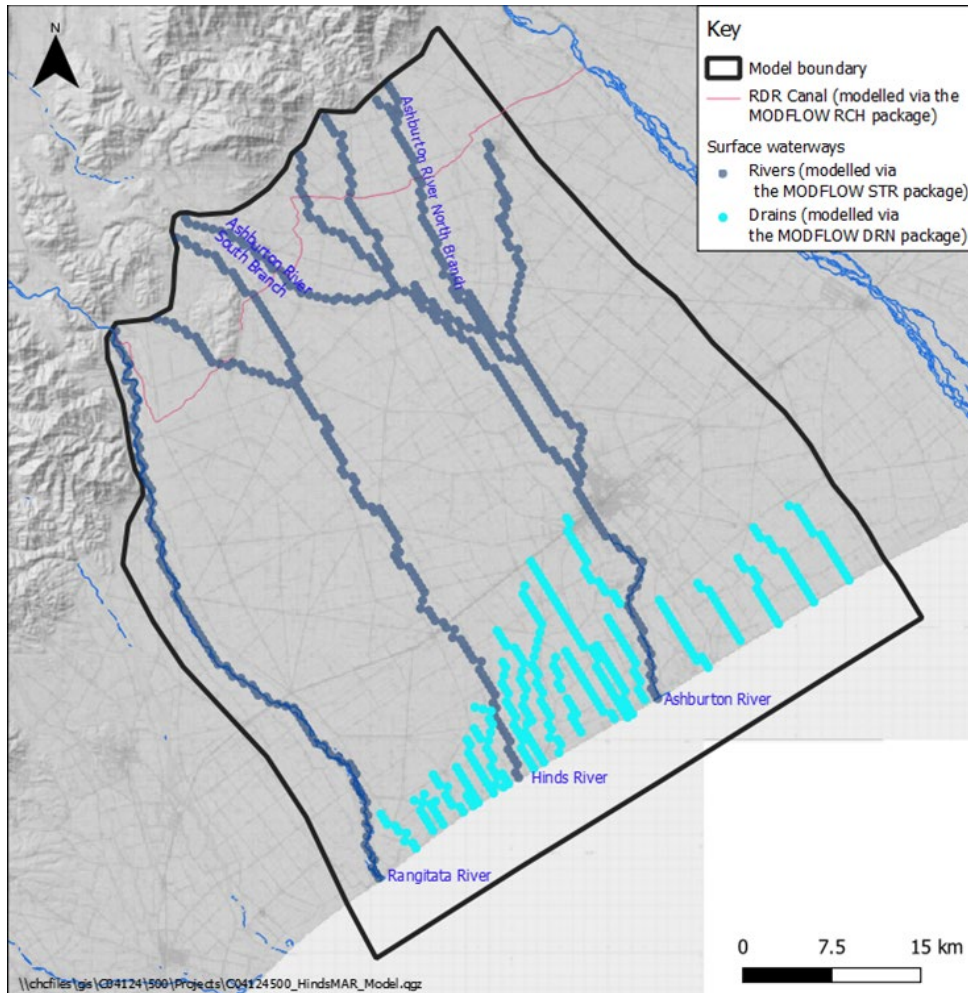 N
Key
Model boundary
RDR Canal (modelled via the
MODFLOW RCH package)
Surface waterways
Rivers (modelled via
the MODFLOW STR package)
Drains (modelled via
the MODFLOW DRN package)
Ashburton River North Branch
Ashburton River
South Branch
Ashburton River
Hinds River
Rangitata River
0 7.5 15 km
\\chcfiles\gis\C04124\500\Projects\C04124500_HindsMAR_Model.qgz